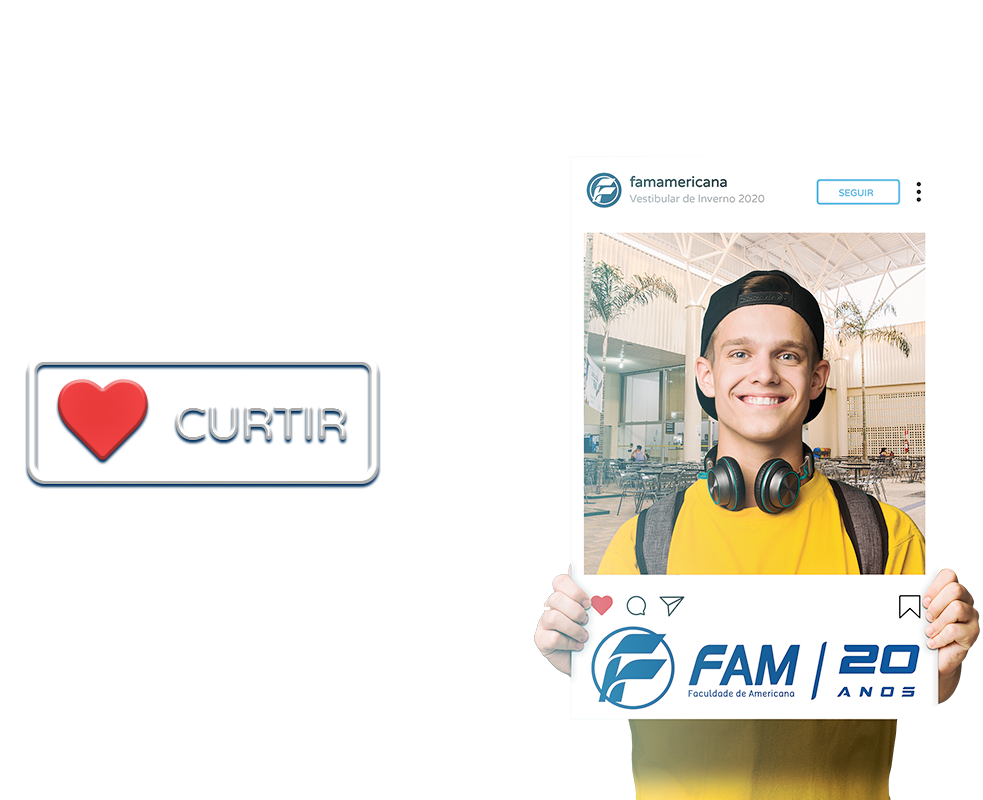 famamericana
Vestibular de Inverno 2020
SEGUIR
CURTIR
FAM | 20
Faculdade de Americana
ANOS